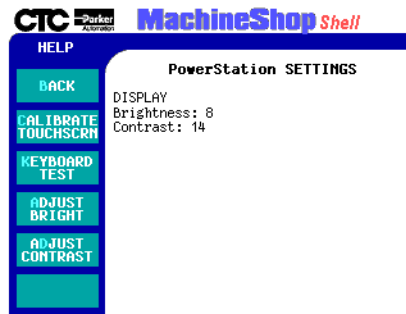 CTC Parker Automation MachineShop Shell
HELP
PowerStation SETTINGS
BACK
DISPLAY
Brightness: 8
Contrast: 14
CALIBRATE
TOUCHSCRN
KEYBOARD
TEST
ADJUST
BRIGHT
ADJUST
CONTRAST